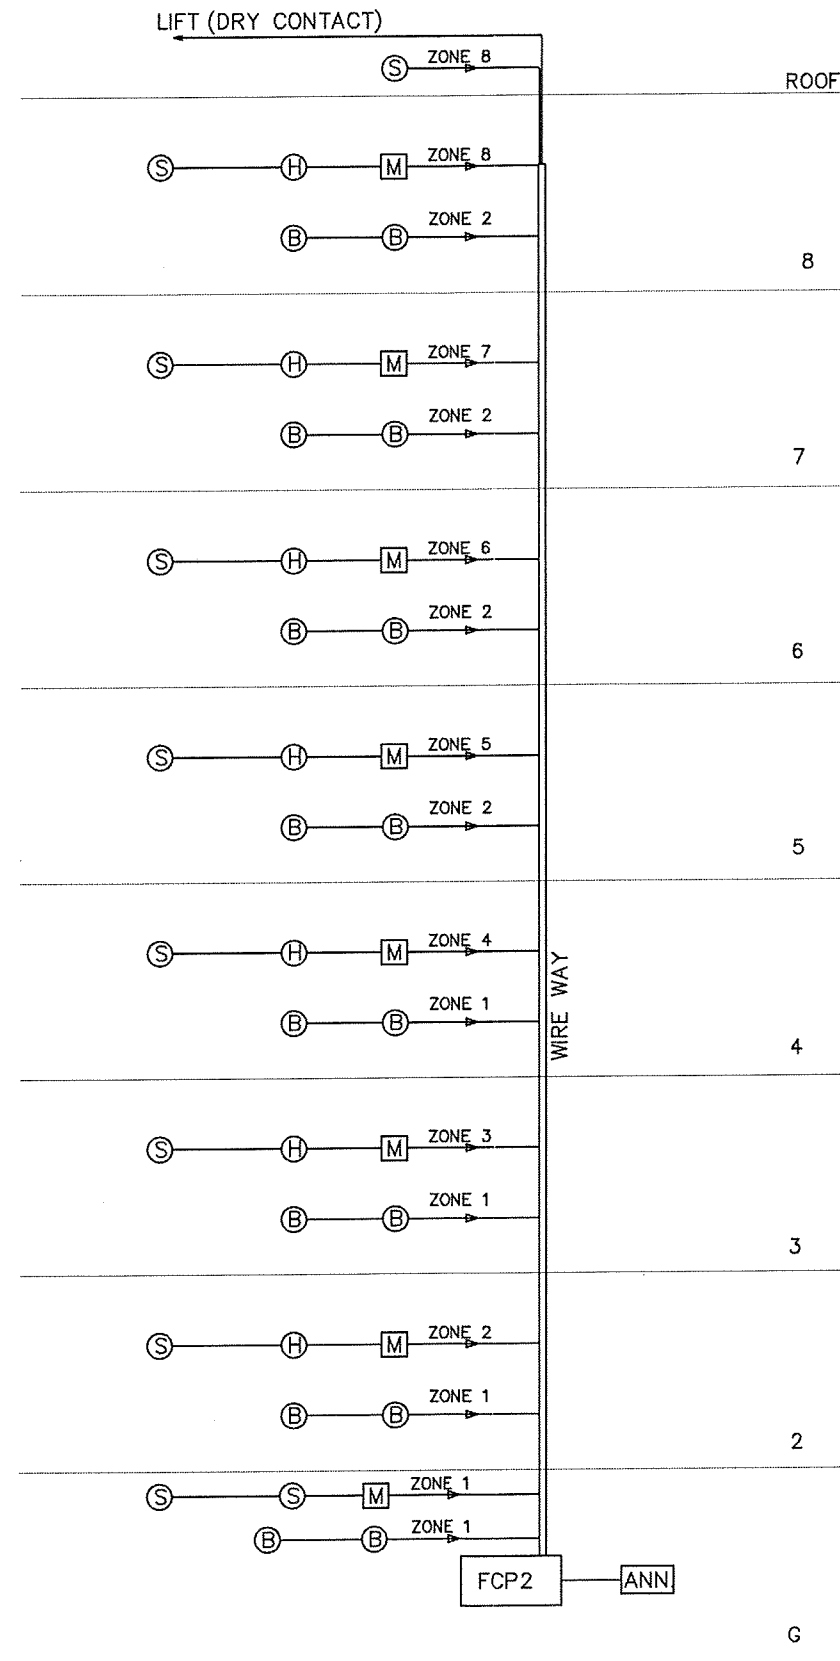 LIFT (DRY CONTACT)
S ZONE 8
ROOF
S H M ZONE 8
B B ZONE 2
8
S H M ZONE 7
B B ZONE 2
7
S H M ZONE 6
B B ZONE 2
6
S H M ZONE 5
B B ZONE 2
5
S H M ZONE 4
WIRE WAY
B B ZONE 1
4
S H M ZONE 3
B B ZONE 1
3
S H M ZONE 2
B B ZONE 1
2
S S M ZONE 1
B B ZONE 1
FCP2 ANN
G